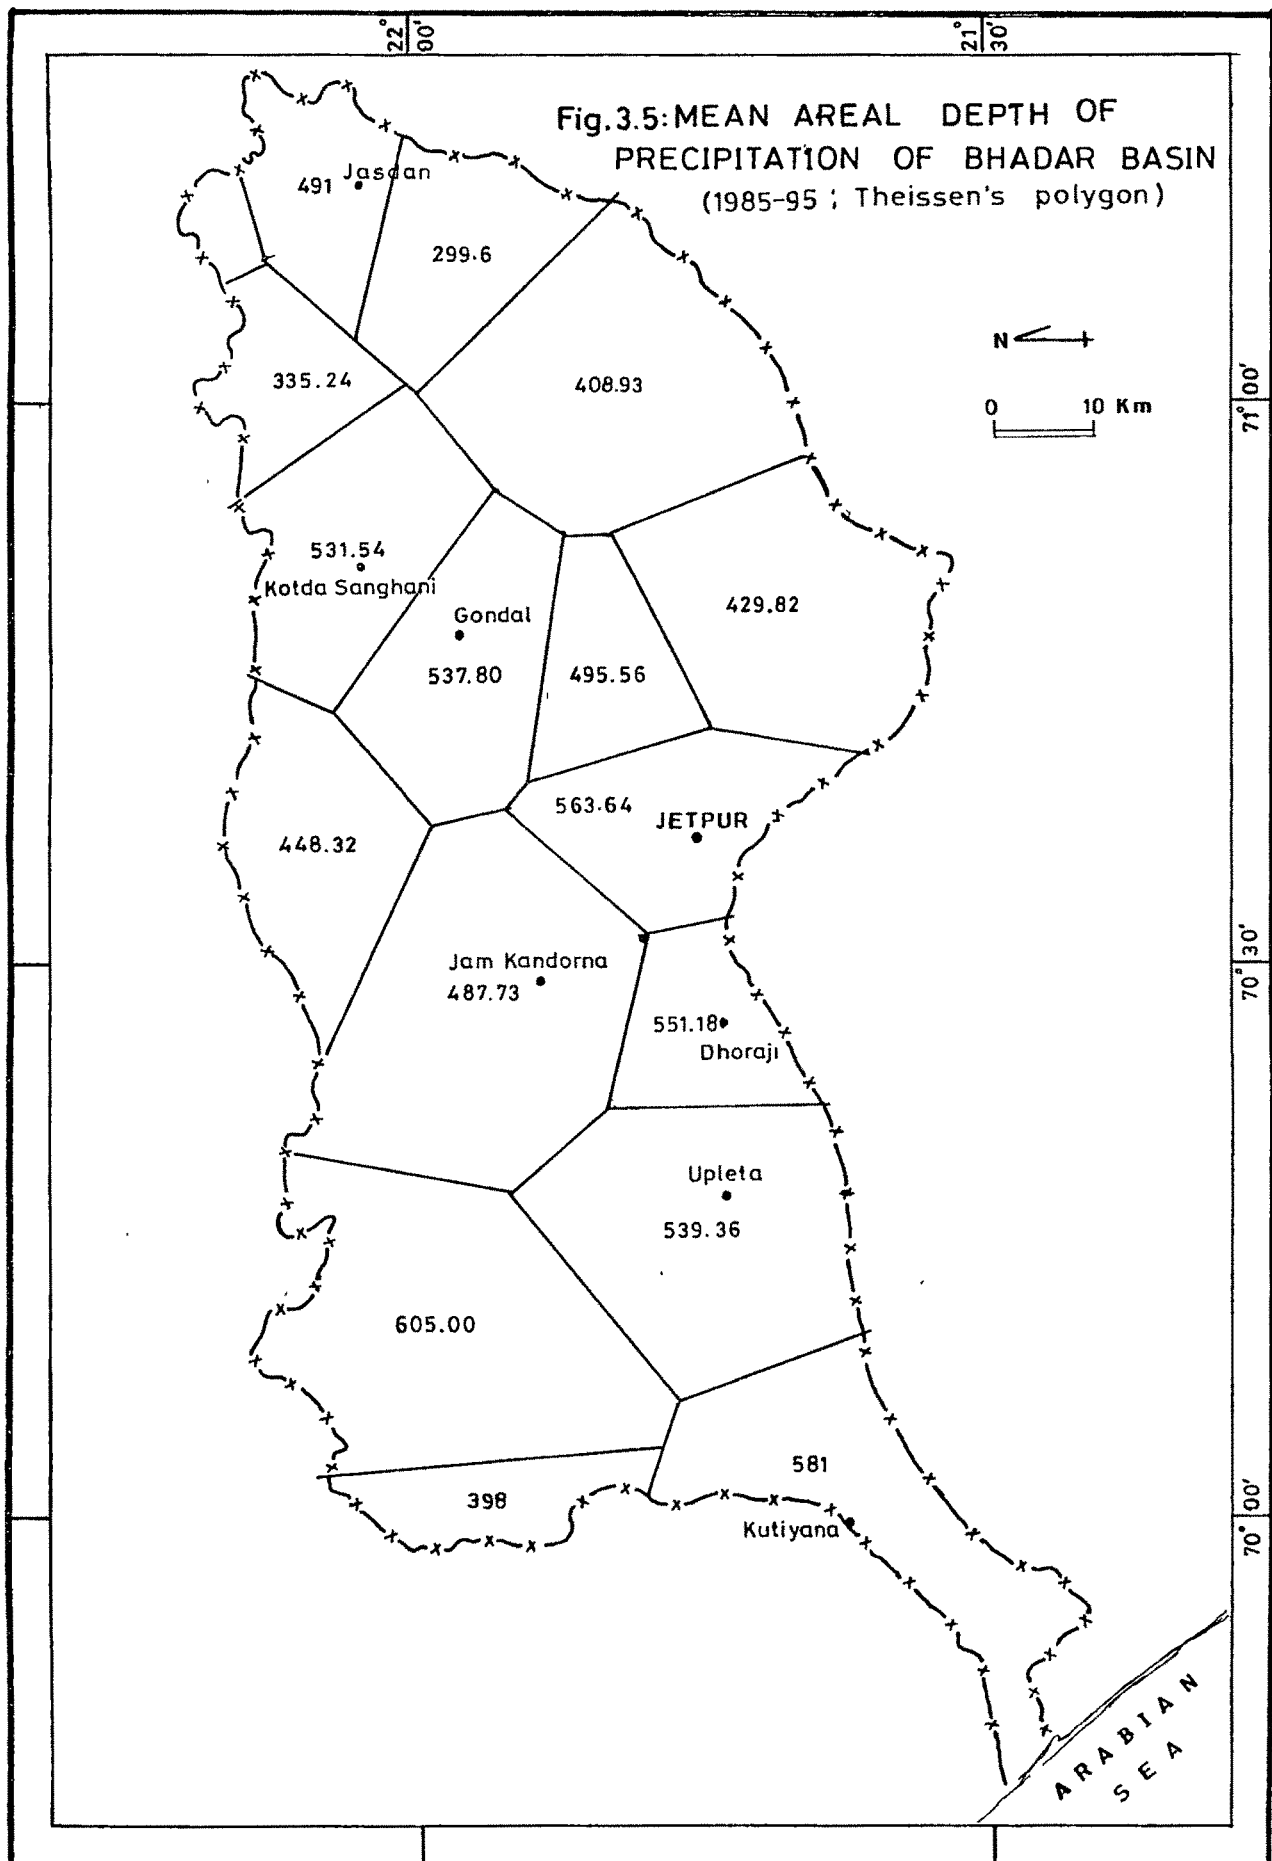 22° 00'
21° 30'
Fig.3.5: MEAN AREAL DEPTH OF
PRECIPITATION OF BHADAR BASIN
(1985-95 ; Theissen's polygon)
491 Jasdan
299.6
N
335.24
408.93
0 10 Km
71° 00'
531.54
Kotda Sanghani
Gondal
429.82
537.80
495.56
563.64
JETPUR
448.32
Jam Kandorna
487.73
70° 30'
551.18
Dhoraji
Upleta
539.36
605.00
581
398
Kutiyana
70° 00'
ARABIAN
SEA